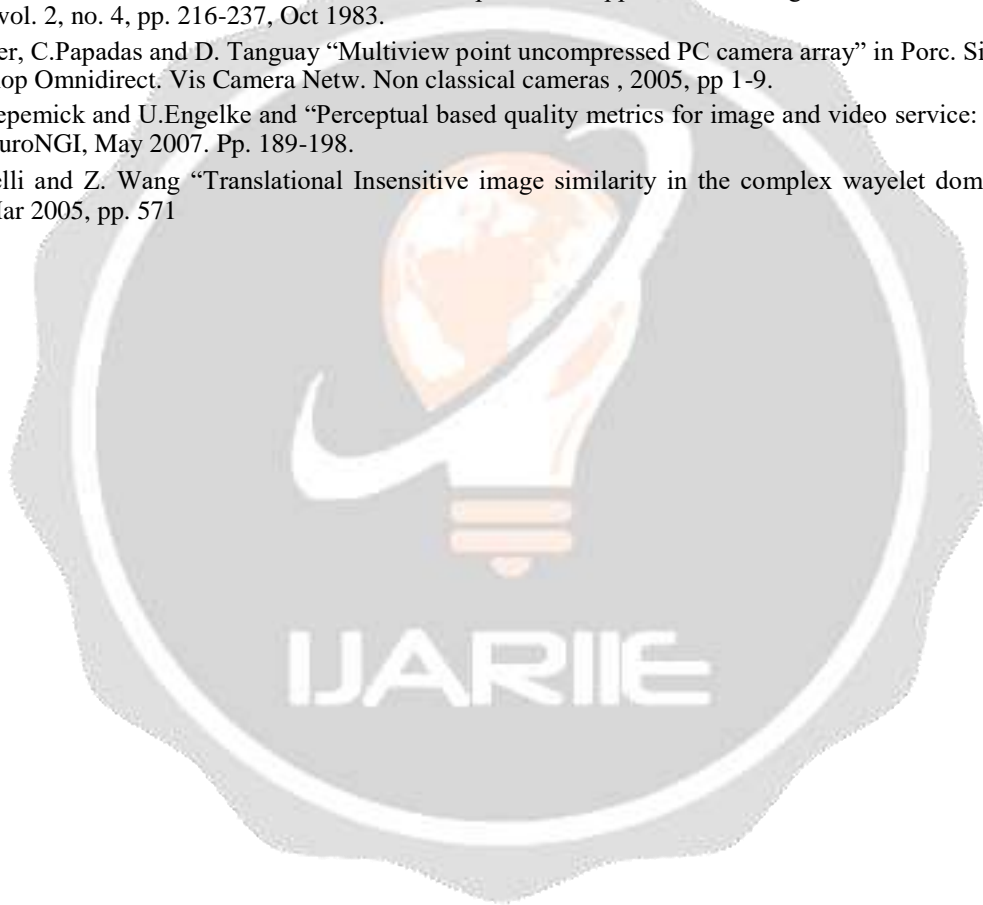 vol. 2, no. 4, pp. 216-237, Oct 1983.
er, C.Papadas and D. Tanguay “Multiview point uncompressed PC camera array” in Porc. Si
op Omnidirect. Vis Camera Netw. Non classical cameras , 2005, pp 1-9.
epemick and U.Engelke and “Perceptual based quality metrics for image and video service:
uroNGI, May 2007. Pp. 189-198.
elli and Z. Wang “Translational Insensitive image similarity in the complex wayelet dom
ar 2005, pp. 571
IJARIIE